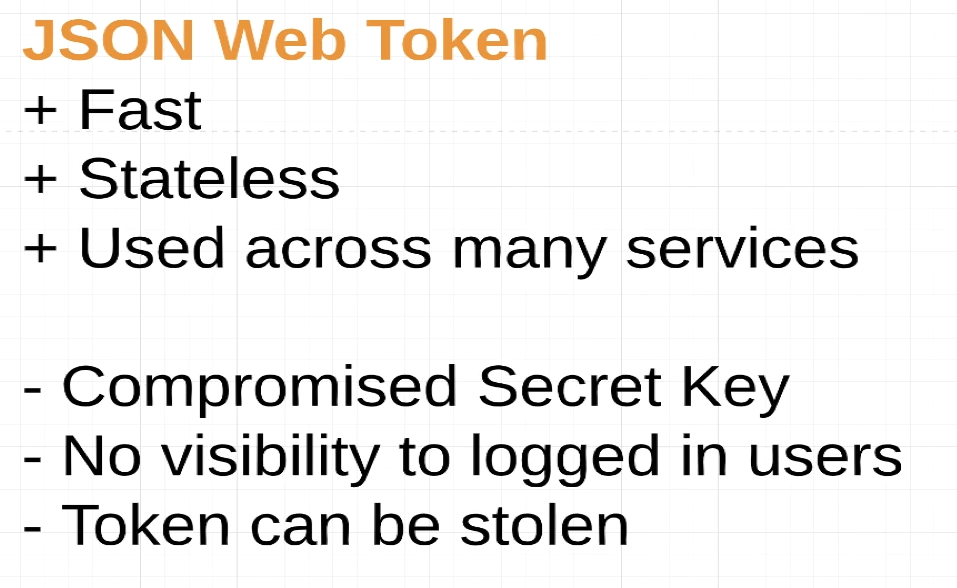 JSON Web Token
+ Fast
+ Stateless
+ Used across many services
- Compromised Secret Key
- No visibility to logged in users
- Token can be stolen